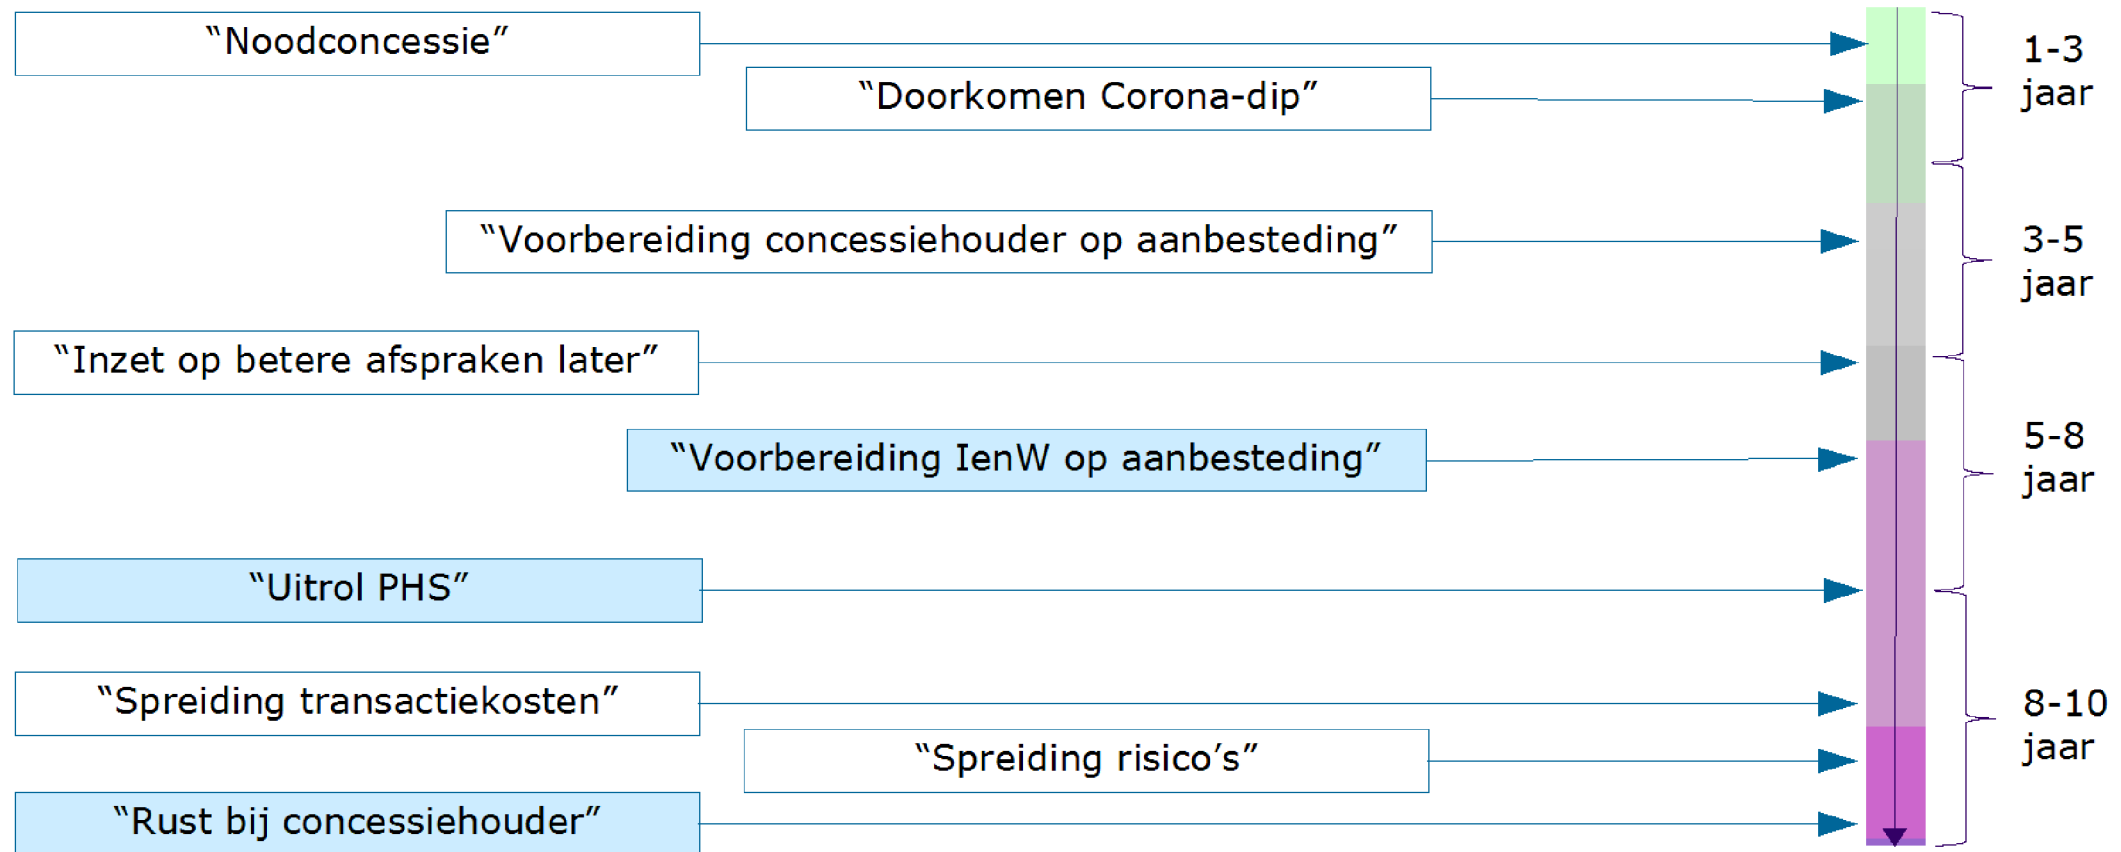 “Noodconcessie”
1-3
jaar
“Doorkomen Corona-dip”
“Voorbereiding concessiehouder op aanbesteding”
3-5
jaar
“Inzet op betere afspraken later”
“Voorbereiding IenW op aanbesteding”
5-8
jaar
“Uitrol PHS”
“Spreiding transactiekosten”
8-10
jaar
“Spreiding risico’s”
“Rust bij concessiehouder”